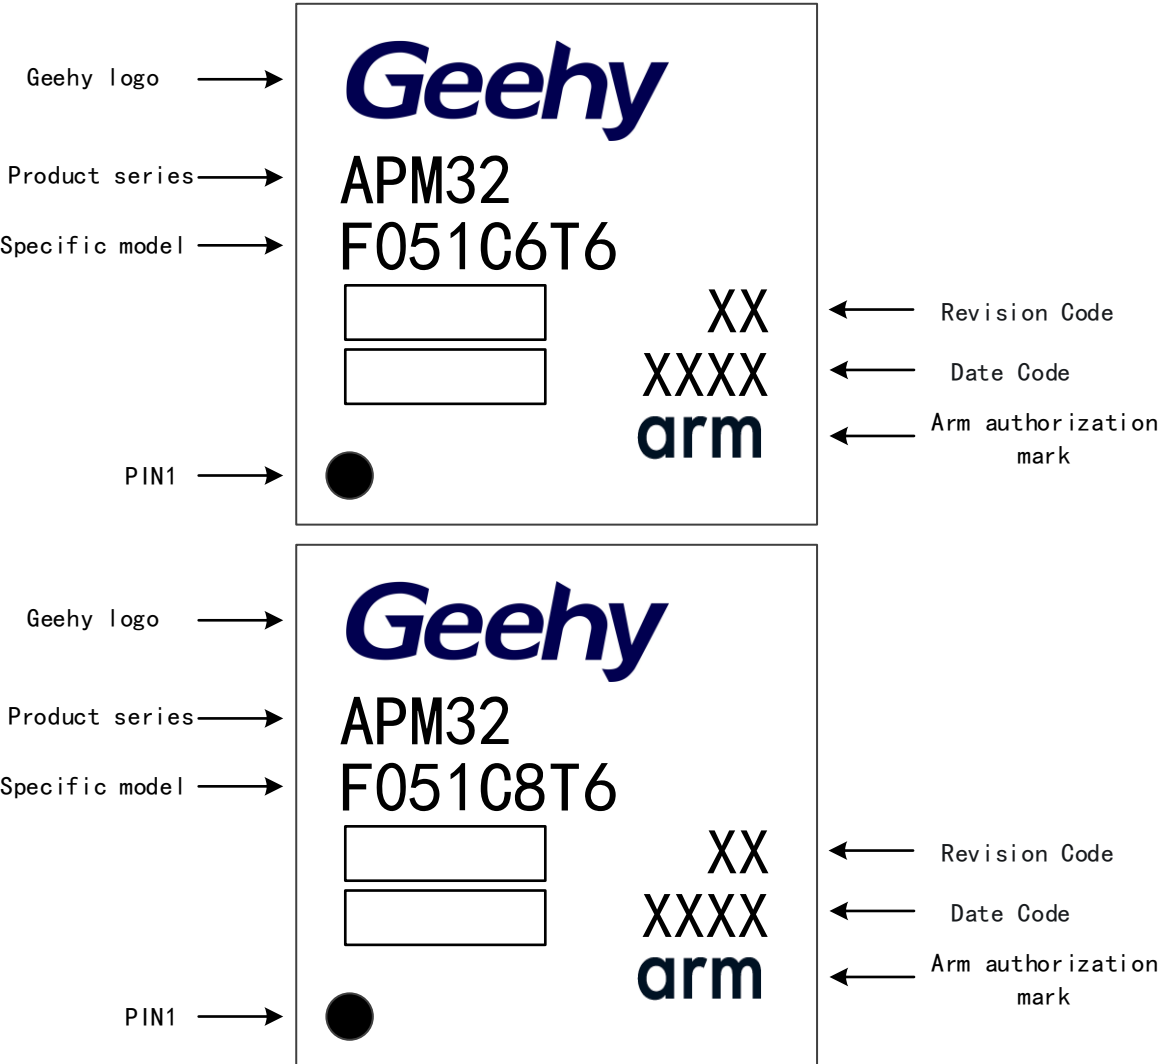 Geehy logo
Geehy
Product series
APM32
Specific model
F051C6T6
XX
Revision Code
XXXX
Date Code
arm
Arm authorization
mark
PIN1
Geehy logo
Geehy
Product series
APM32
Specific model
F051C8T6
XX
Revision Code
XXXX
Date Code
arm
Arm authorization
mark
PIN1